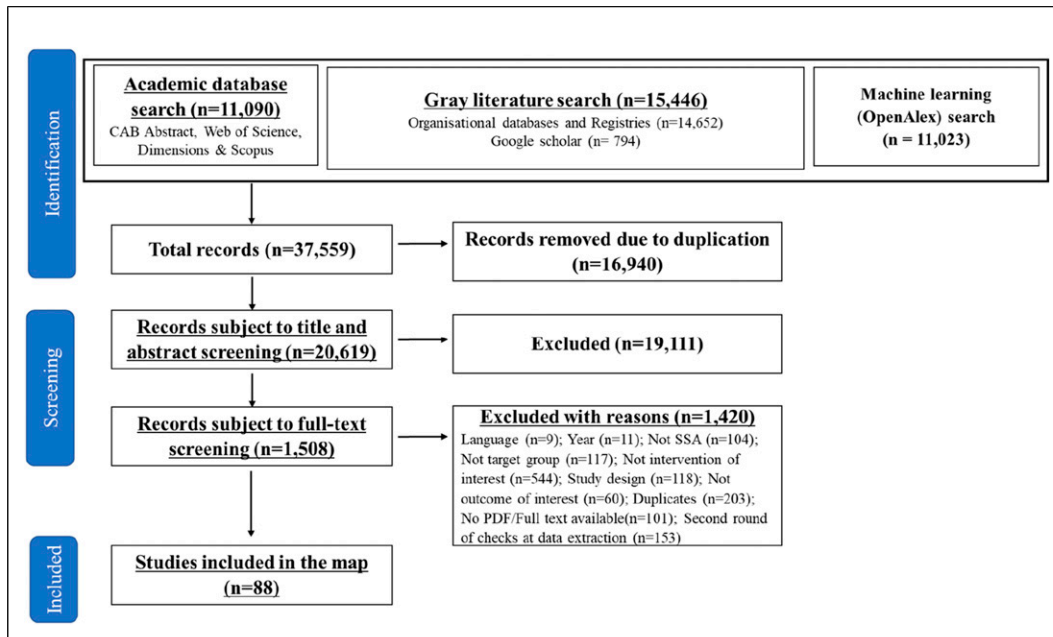 Identification
Academic database
search (n=11,090)
CAB Abstract, Web of Science,
Dimensions & Scopus
Gray literature search (n=15,446)
Organisational databases and Registries (n=14,652)
Google scholar (n= 794)
Machine learning
(OpenAlex) search
(n = 11,023)
Total records (n=37,559)
Records removed due to duplication
(n=16,940)
Screening
Records subject to title and
abstract screening (n=20,619)
Excluded (n=19,111)
Records subject to full-text
screening (n=1,508)
Excluded with reasons (n=1,420)
Language (n=9); Year (n=11); Not SSA (n=104);
Not target group (n=117); Not intervention of
interest (n=544); Study design (n=118); Not
outcome of interest (n=60); Duplicates (n=203);
No PDF/Full text available(n=101); Second round
of checks at data extraction (n=153)
Included
Studies included in the map
(n=88)